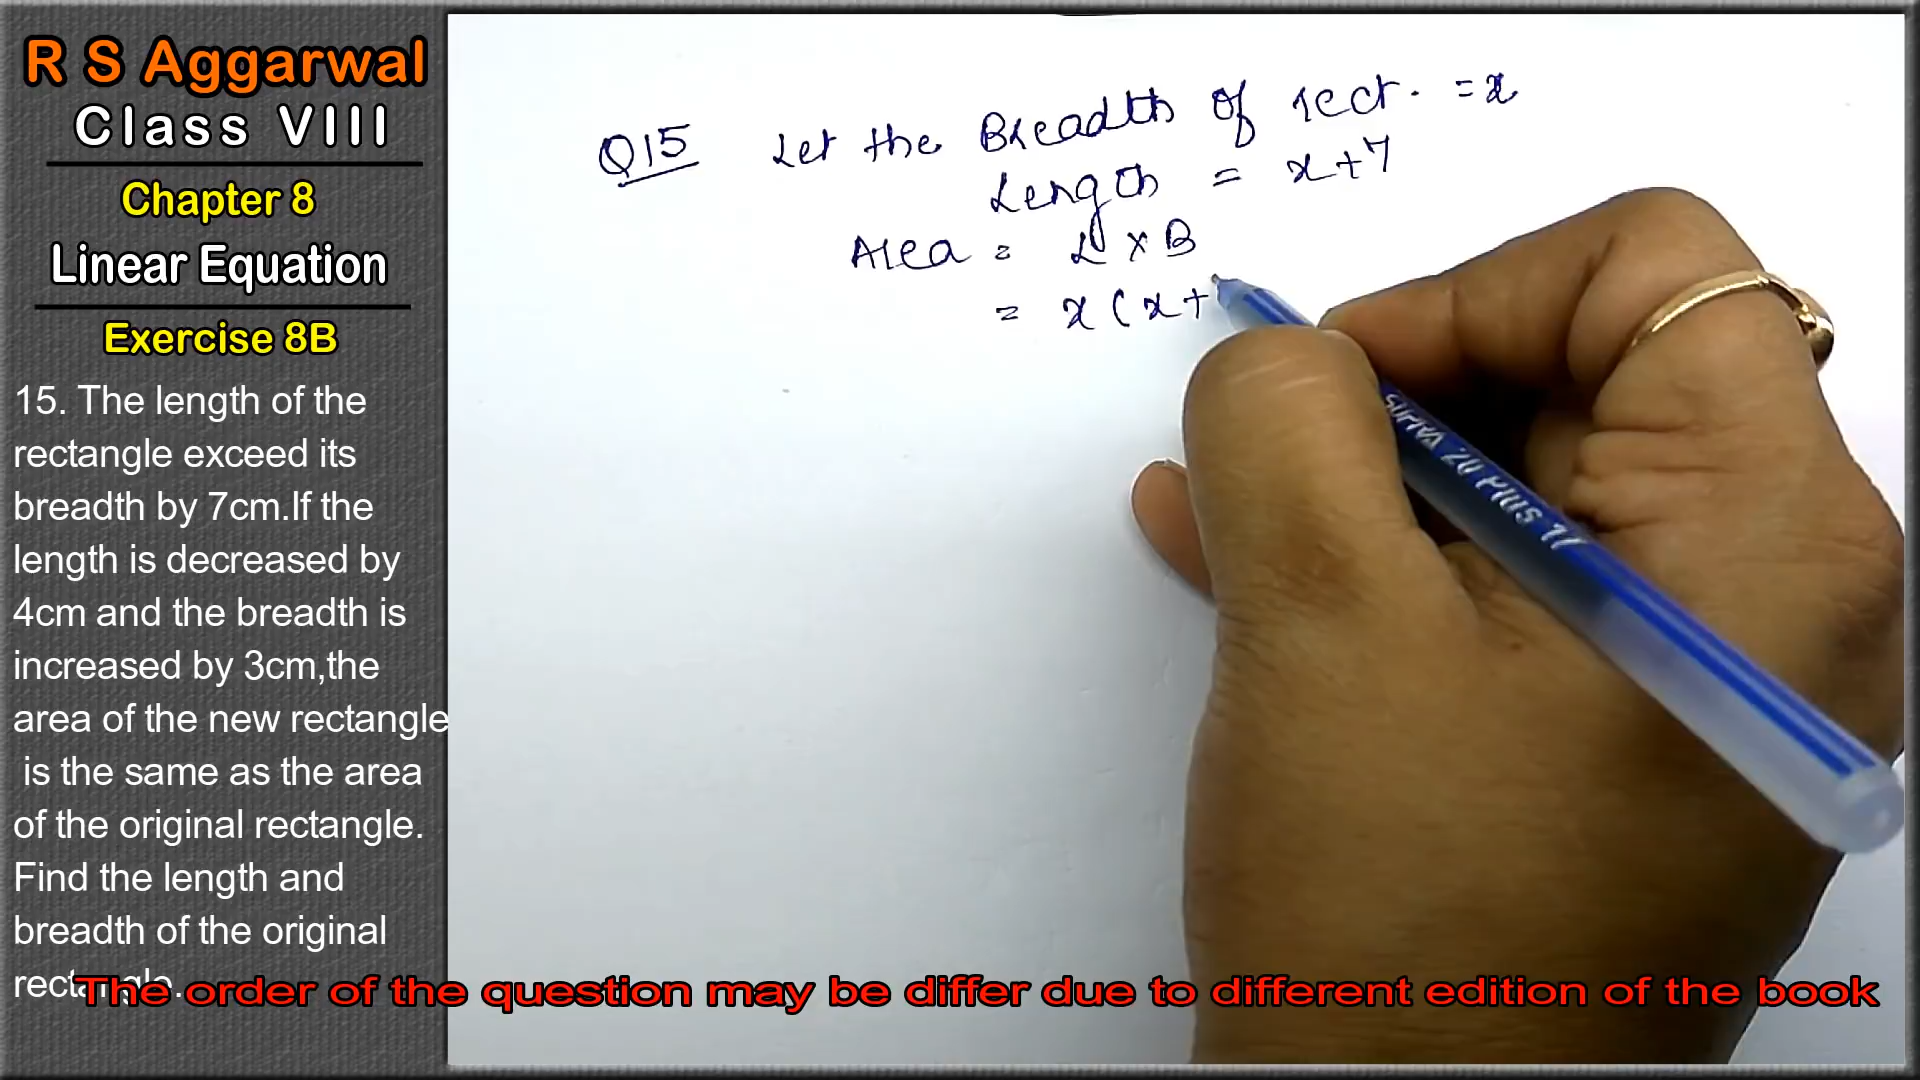 R S Aggarwal
Class VIII
Chapter 8
Linear Equation
Exercise 8B
15. The length of the
rectangle exceed its
breadth by 7cm.If the
length is decreased by
4cm and the breadth is
increased by 3cm,the
area of the new rectangle
is the same as the area
of the original rectangle.
Find the length and
breadth of the original
rectangle.
Q15 Let the Breadth of rect. = x
Length = x+7
Area = L × B
= x (x+
SUPRA 20 Plus
The order of the question may be differ due to different edition of the book